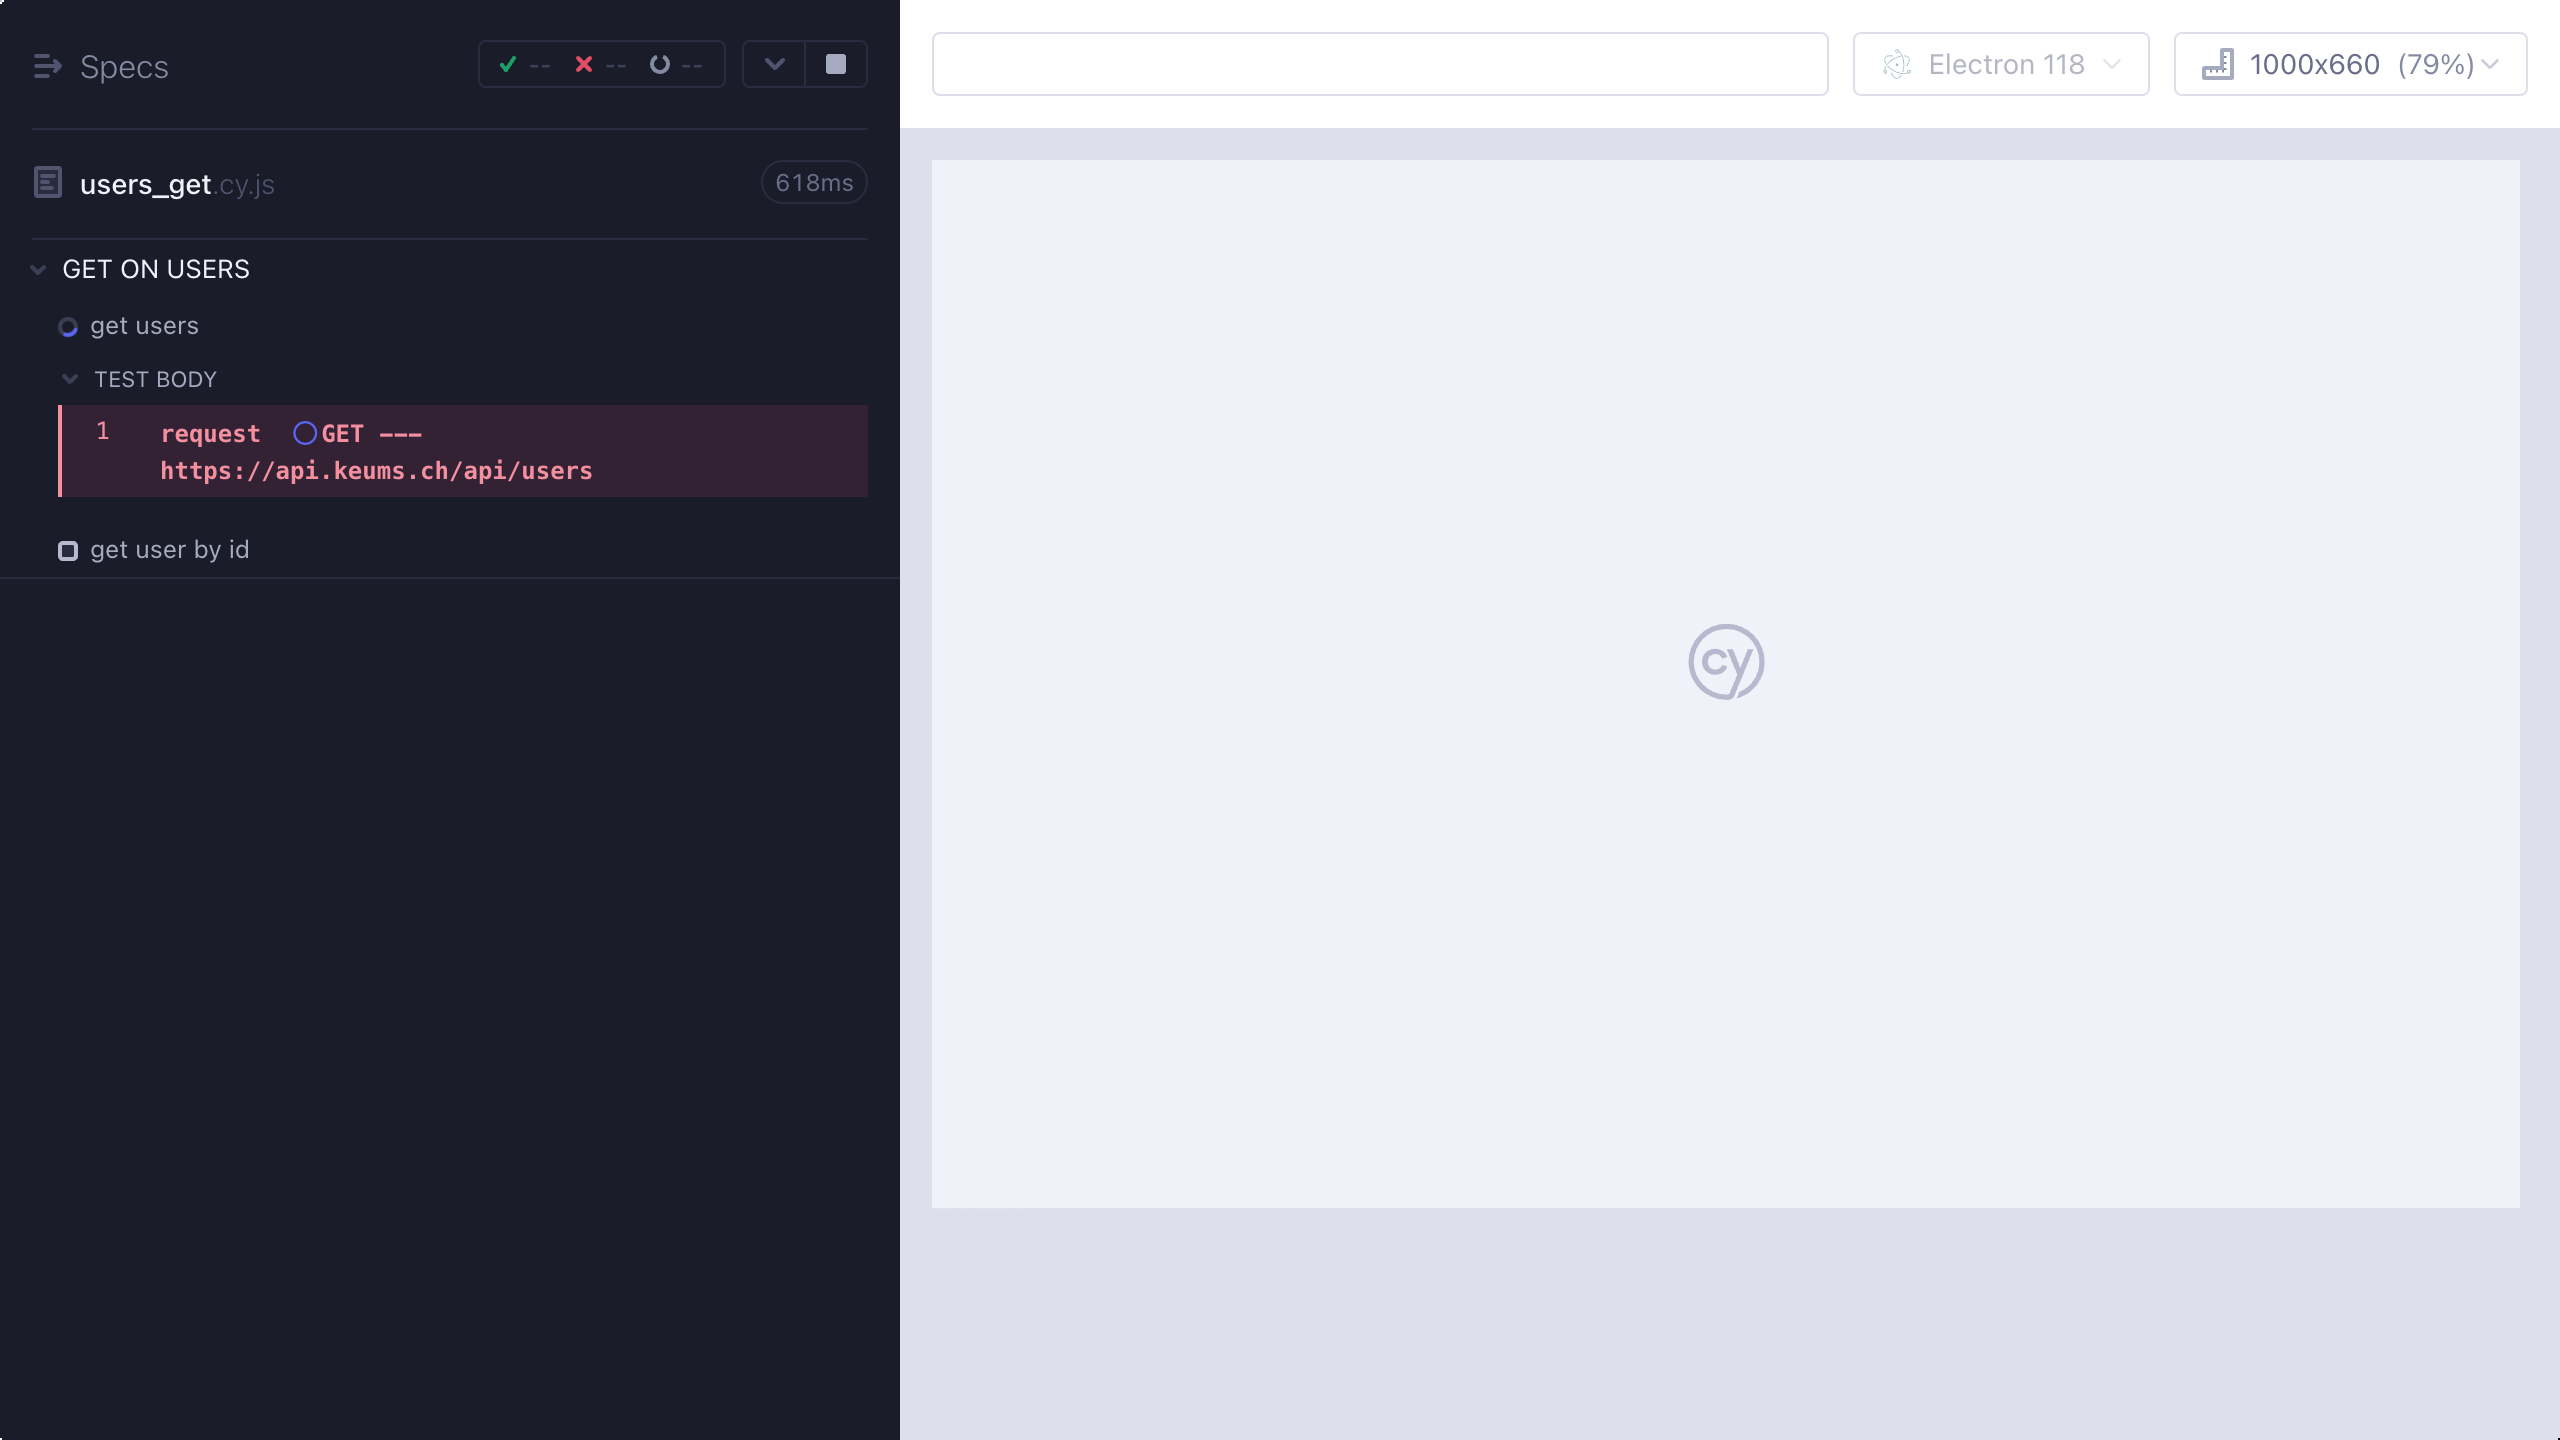 Specs
-- -- --
users_get.cy.js
618ms
GET ON USERS
get users
TEST BODY
1 request GET ---
https://api.keums.ch/api/users
get user by id
Electron 118
1000x660 (79%)
cy